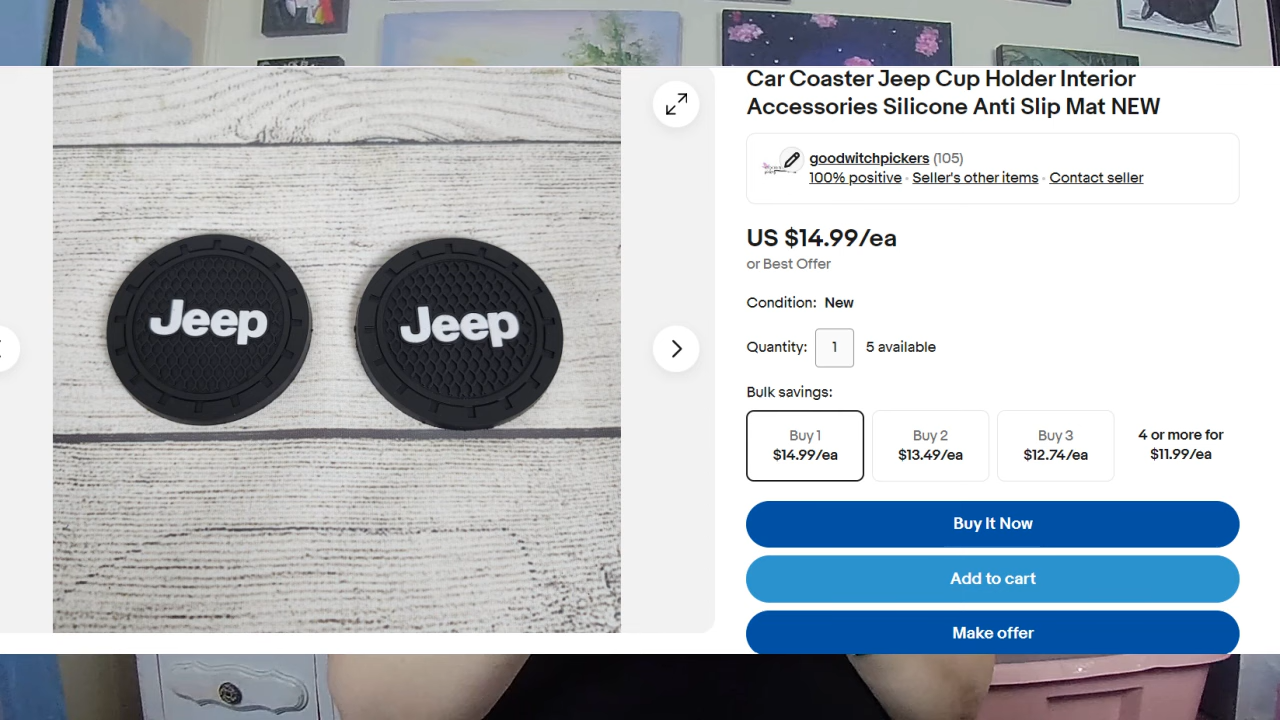 Car Coaster Jeep Cup Holder Interior
Accessories Silicone Anti Slip Mat NEW
goodwitchpickers (105)
100% positive · Seller's other items · Contact seller
US $14.99/ea
or Best Offer
Condition: New
Quantity: 1 5 available
Bulk savings:
Buy 1
$14.99/ea
Buy 2
$13.49/ea
Buy 3
$12.74/ea
4 or more for
$11.99/ea
Buy It Now
Add to cart
Make offer
Jeep
Jeep